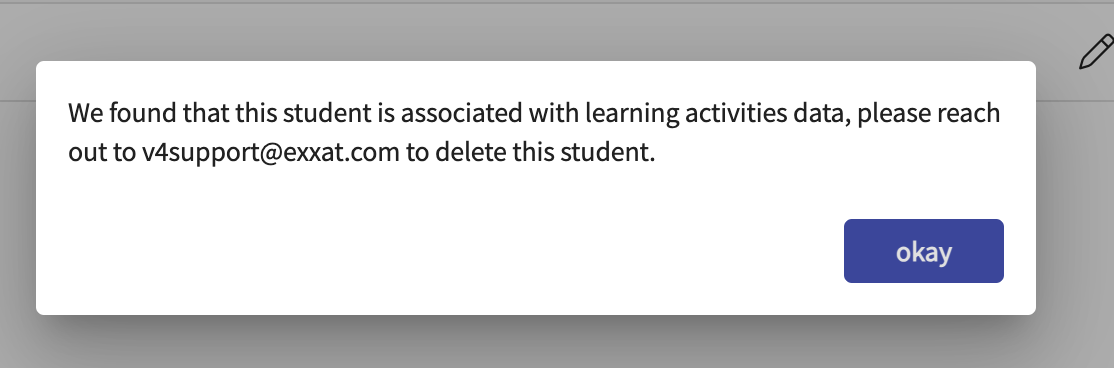 We found that this student is associated with learning activities data, please reach
out to v4support@exxat.com to delete this student.
okay